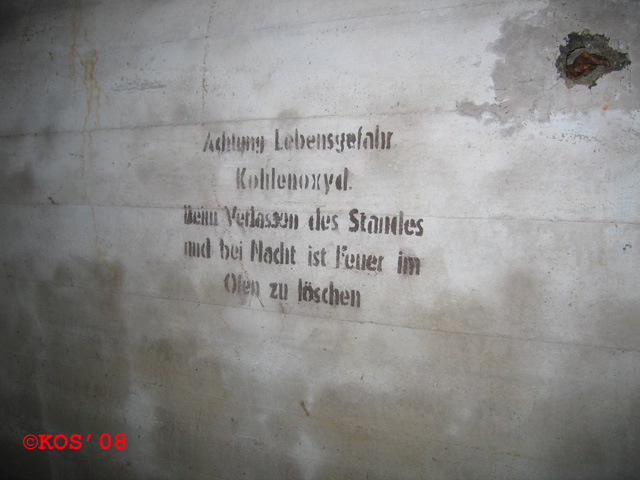 Achtung Lebensgefahr
Kohlenoxyd.
Beim Verlassen des Standes
und bei Nacht ist Feuer im
Ofen zu löschen
©KOS' 08